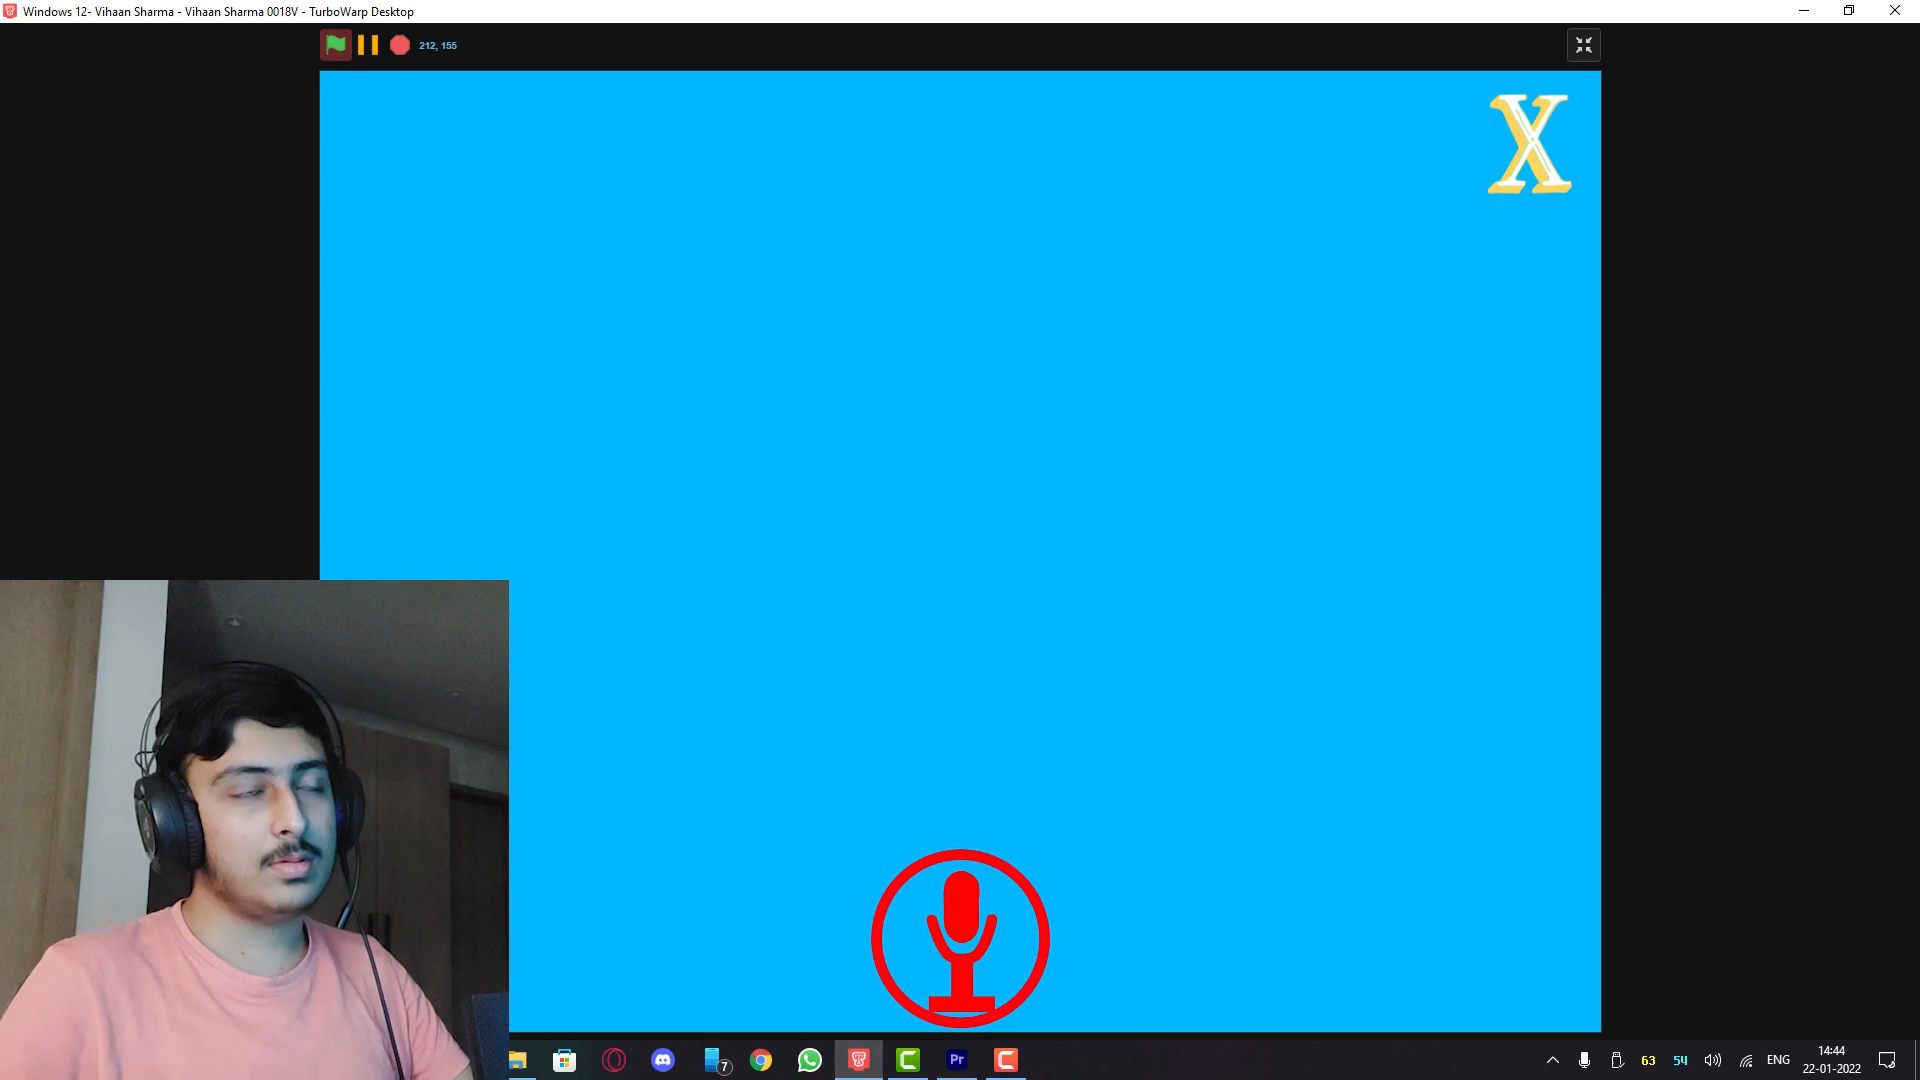 Windows 12- Vihaan Sharma - Vihaan Sharma 0018V - TurboWarp Desktop
212, 155
X
7
Pr
63
54
ENG
14:44
22-01-2022